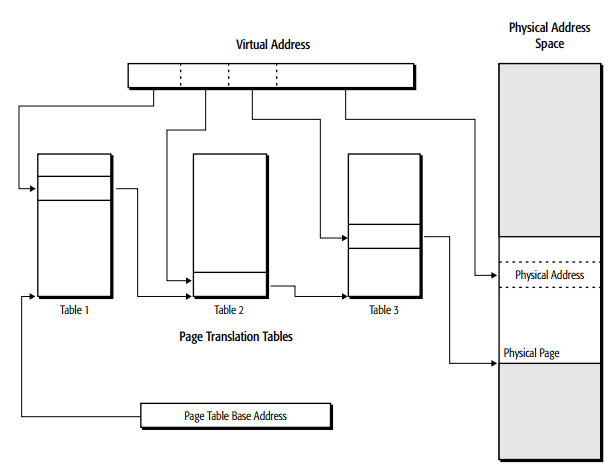 Virtual Address
Physical Address
Space
Physical Address
Table 1
Table 2
Table 3
Page Translation Tables
Physical Page
Page Table Base Address